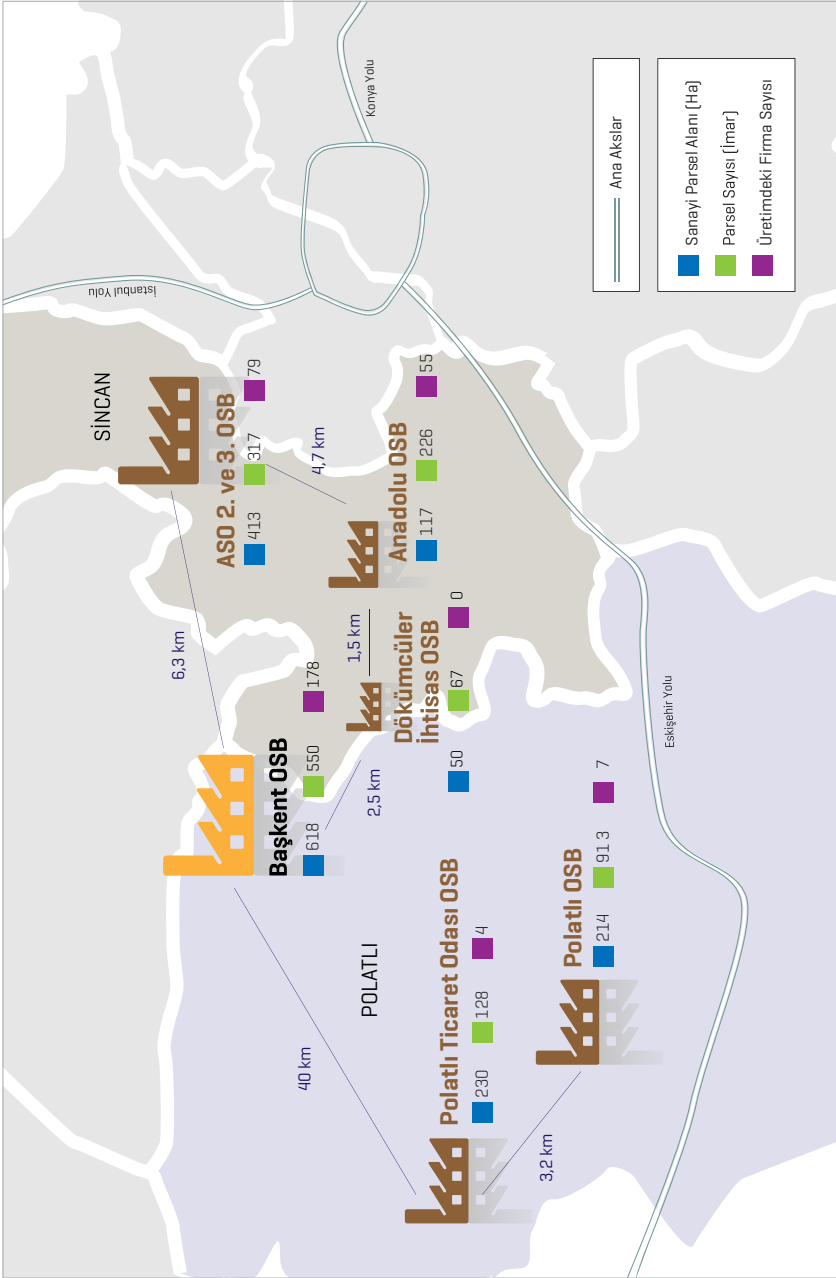 SİNCAN
İstanbul Yolu
Konya Yolu
ASO 2. ve 3. OSB
413
317
79
6,3 km
4,7 km
Başkent OSB
618
550
178
Anadolu OSB
117
226
55
1,5 km
2,5 km
Dökümcüler
İhtisas OSB
50
67
0
40 km
POLATLI
Polatlı Ticaret Odası OSB
230
128
4
3,2 km
Polatlı OSB
214
913
7
Eskişehir Yolu
Ana Akslar
Sanayi Parsel Alanı (Ha)
Parsel Sayısı (İmar)
Üretimdeki Firma Sayısı